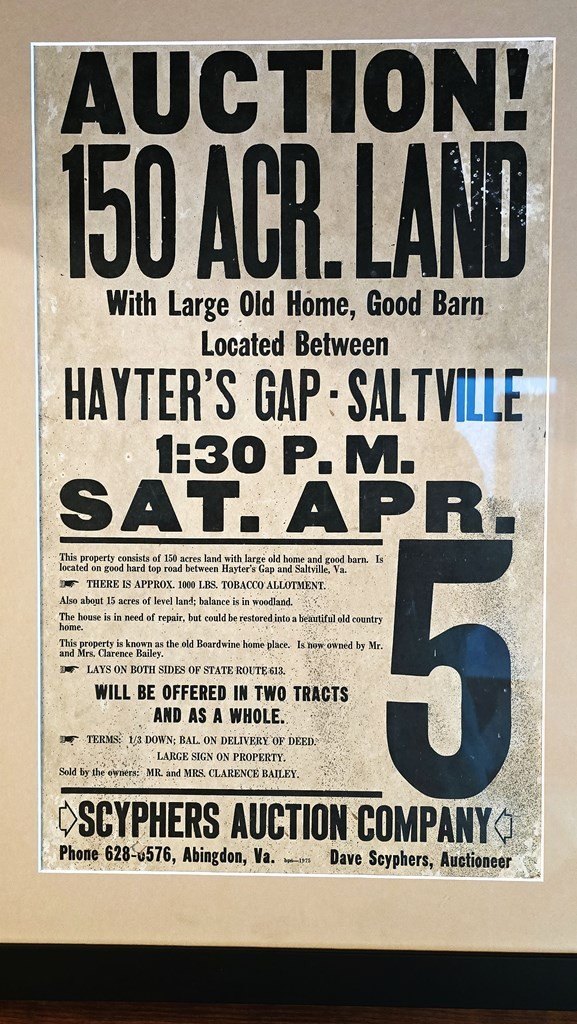 AUCTION!
150 ACR. LAND
With Large Old Home, Good Barn
Located Between
HAYTER'S GAP - SALTVILLE
1:30 P. M.
SAT. APR.
5
This property consists of 150 acres land with large old home and good barn. Is
located on good hard top road between Hayter's Gap and Saltville, Va.
THERE IS APPROX. 1000 LBS. TOBACCO ALLOTMENT.
Also about 15 acres of level land; balance is in woodland.
The house is in need of repair, but could be restored into a beautiful old country
home.
This property is known as the old Boardwine home place. Is now owned by Mr.
and Mrs. Clarence Bailey.
LAYS ON BOTH SIDES OF STATE ROUTE 613.
WILL BE OFFERED IN TWO TRACTS
AND AS A WHOLE.
TERMS: 1/3 DOWN; BAL. ON DELIVERY OF DEED.
LARGE SIGN ON PROPERTY.
Sold by the owners: MR. and MRS. CLARENCE BAILEY.
SCYPHERS AUCTION COMPANY
Phone 628-6576, Abingdon, Va. 1975 Dave Scyphers, Auctioneer